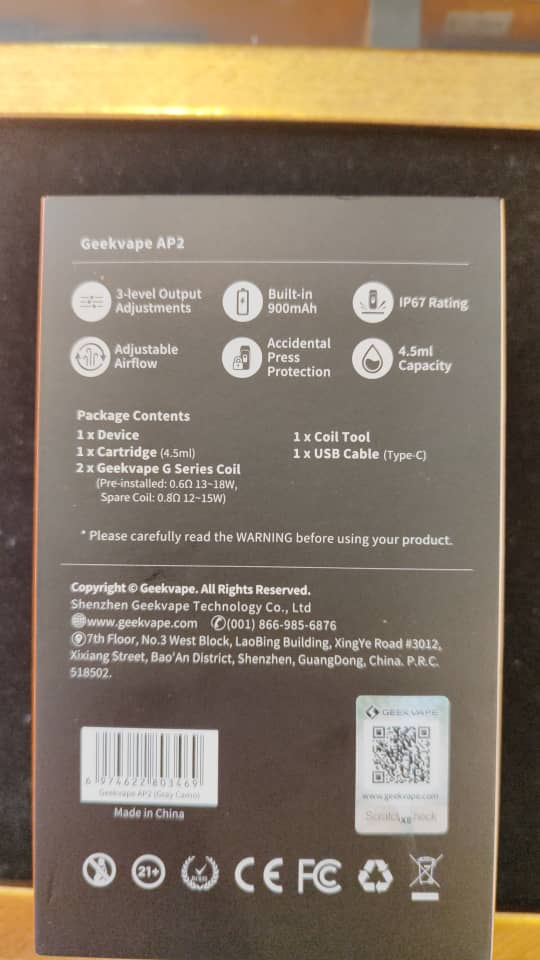 Geekvape AP2
3-level Output
Adjustments
Built-in
900mAh
IP67 Rating
Adjustable
Airflow
Accidental
Press
Protection
4.5ml
Capacity
Package Contents
1 x Device
1 x Cartridge (4.5ml)
2 x Geekvape G Series Coil
(Pre-installed: 0.6Ω 13~18W,
Spare Coil: 0.8Ω 12~15W)
1 x Coil Tool
1 x USB Cable (Type-C)
* Please carefully read the WARNING before using your product.
Copyright © Geekvape. All Rights Reserved.
Shenzhen Geekvape Technology Co., Ltd
www.geekvape.com (001) 866-985-6876
7th Floor, No.3 West Block, LaoBing Building, XingYe Road #3012,
Xixiang Street, Bao'An District, Shenzhen, GuangDong, China. P.R.C.
518502.
6 974622 803469
Geekvape AP2 (Gray Camo)
Made in China
GEEK VAPE
www.geekvape.com
21+
CE FC